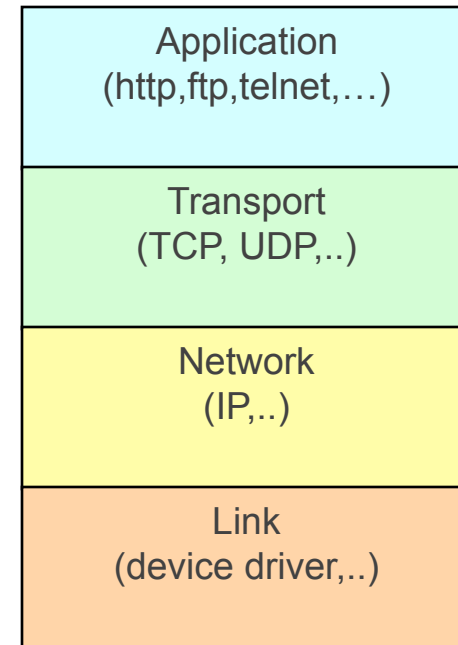 Application
(http,ftp,telnet,…)
Transport
(TCP, UDP,..)
Network
(IP,..)
Link
(device driver,..)